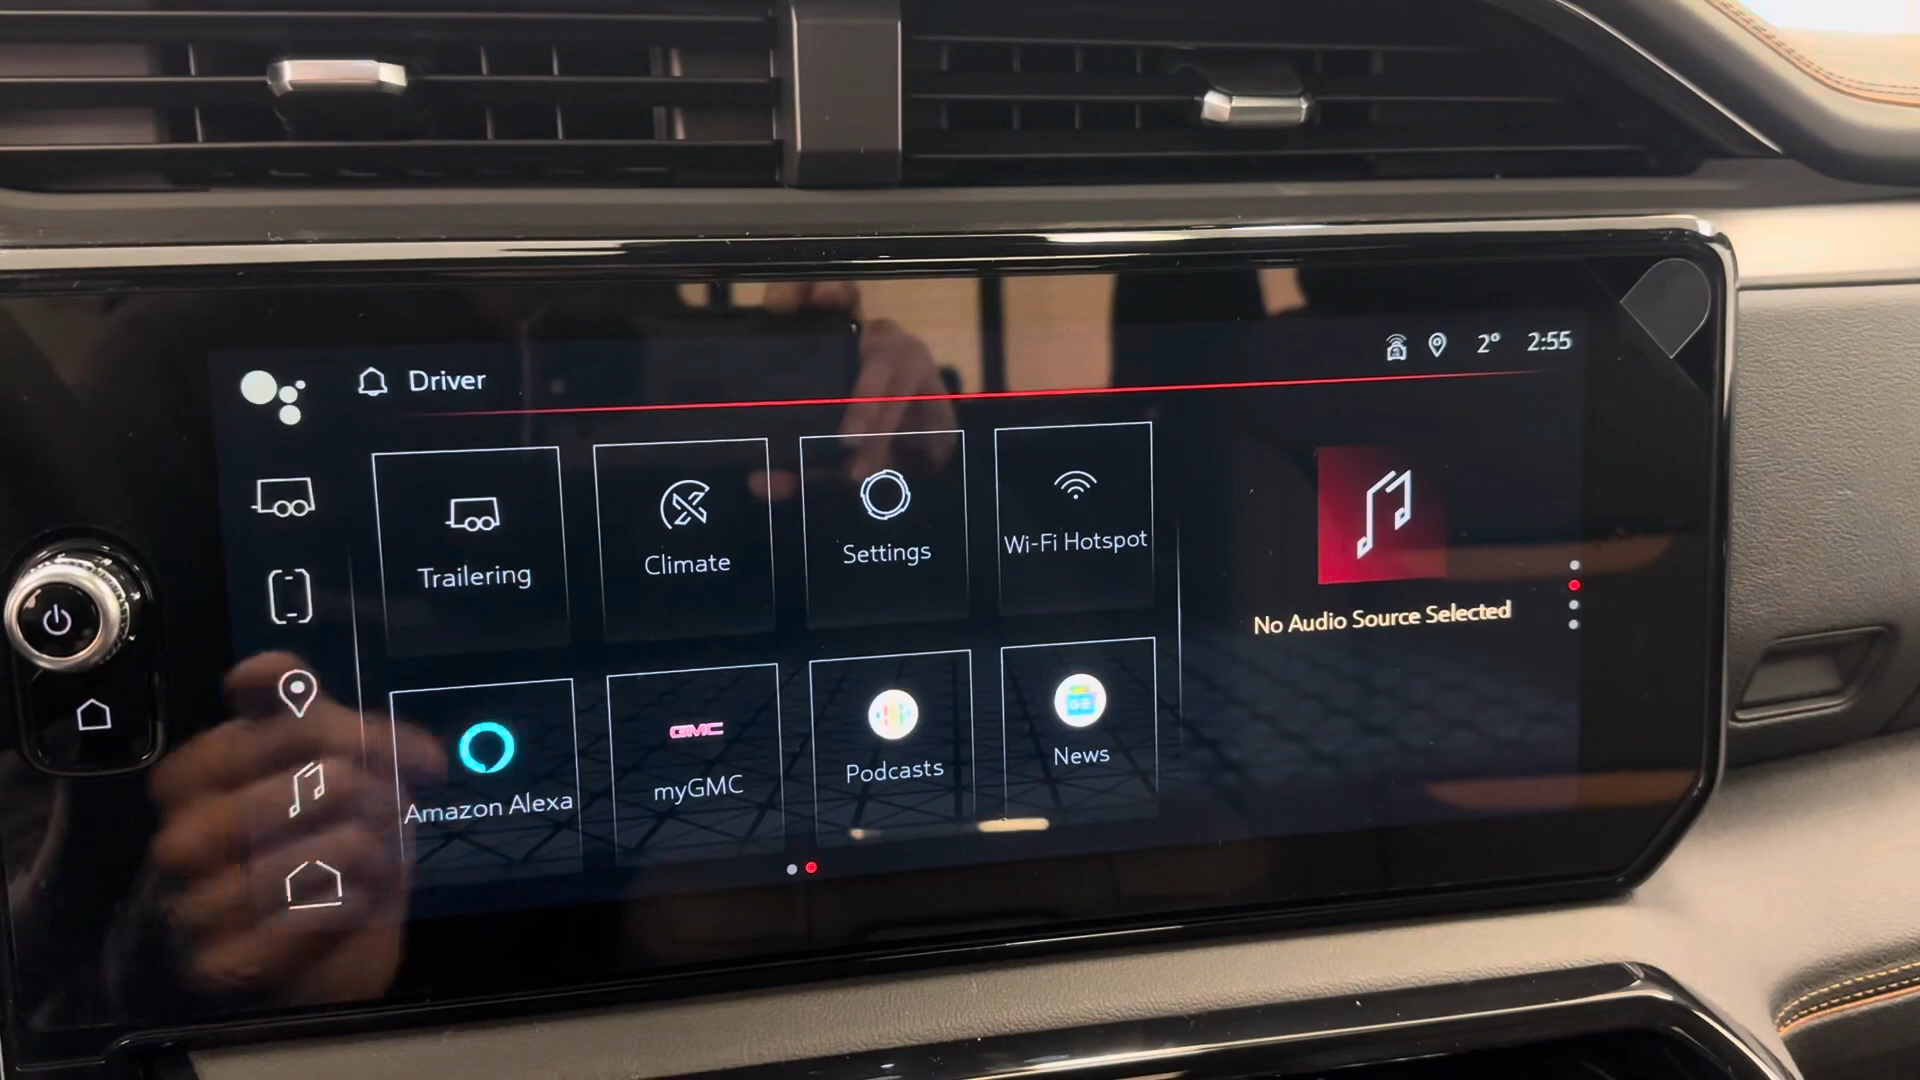 Driver
2°
2:55
Trailering
Climate
Settings
Wi-Fi Hotspot
No Audio Source Selected
Amazon Alexa
GMC
myGMC
Podcasts
GE
News